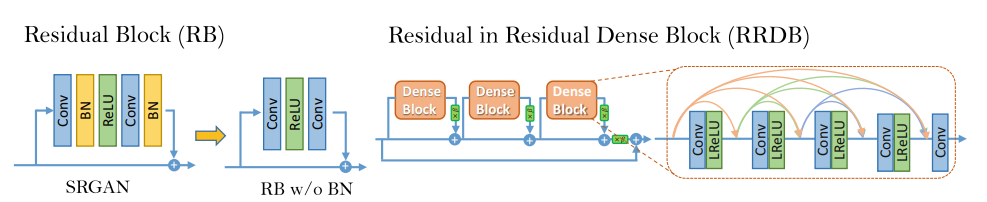 Residual Block (RB)
Conv
BN
ReLU
Conv
BN
SRGAN
Conv
ReLU
Conv
RB w/o BN
Residual in Residual Dense Block (RRDB)
Dense
Block
×β
Dense
Block
×β
Dense
Block
×β
×β
Conv
LReLU
Conv
LReLU
Conv
LReLU
Conv
LReLU
Conv